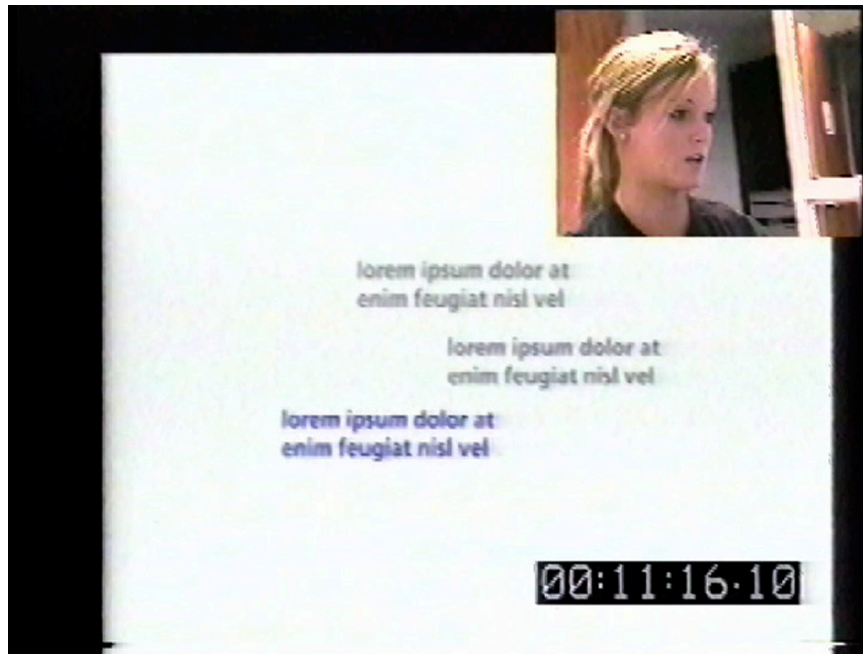 lorem ipsum dolor at
enim feugiat nisl vel
lorem ipsum dolor at
enim feugiat nisl vel
lorem ipsum dolor at
enim feugiat nisl vel
00:11:16.10